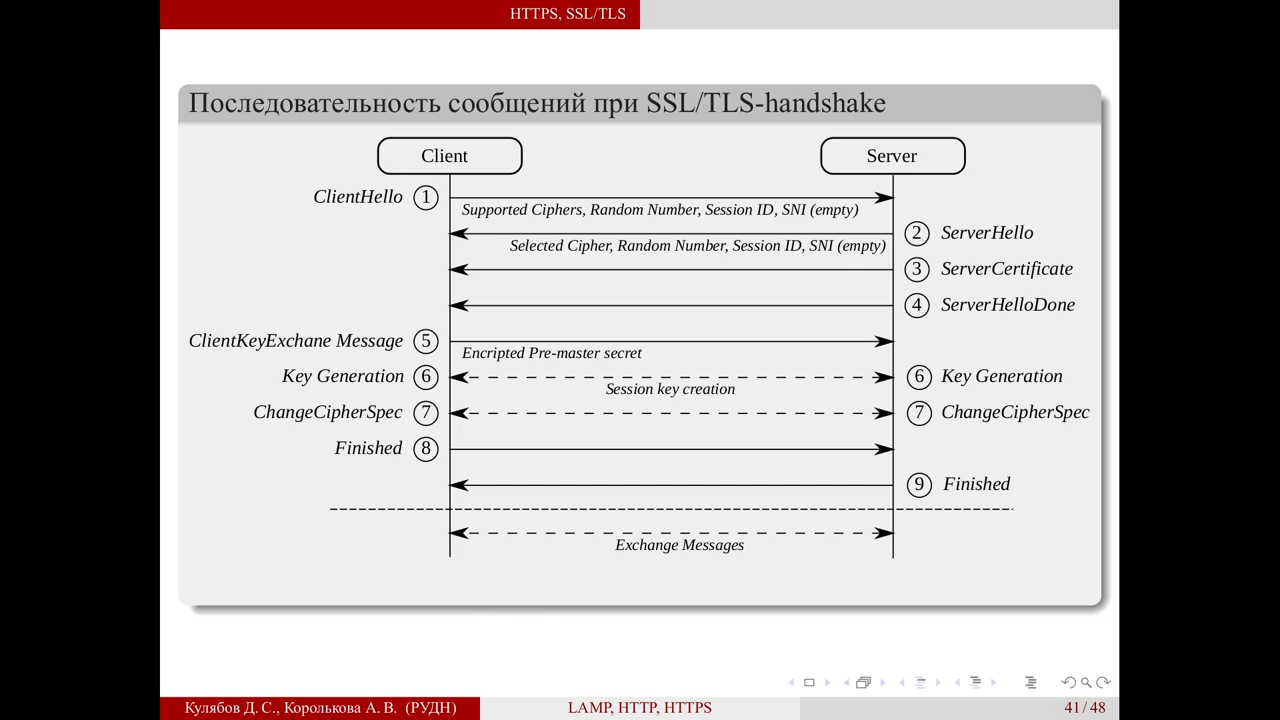 HTTPS, SSL/TLS
Последовательность сообщений при SSL/TLS-handshake
Client
Server
ClientHello 1
Supported Ciphers, Random Number, Session ID, SNI (empty)
2 ServerHello
Selected Cipher, Random Number, Session ID, SNI (empty)
3 ServerCertificate
4 ServerHelloDone
ClientKeyExchane Message 5
Encripted Pre-master secret
Key Generation 6
6 Key Generation
Session key creation
ChangeCipherSpec 7
7 ChangeCipherSpec
Finished 8
9 Finished
Exchange Messages
Кулябов Д. С., Королькова А. В. (РУДН)
LAMP, HTTP, HTTPS
41 / 48